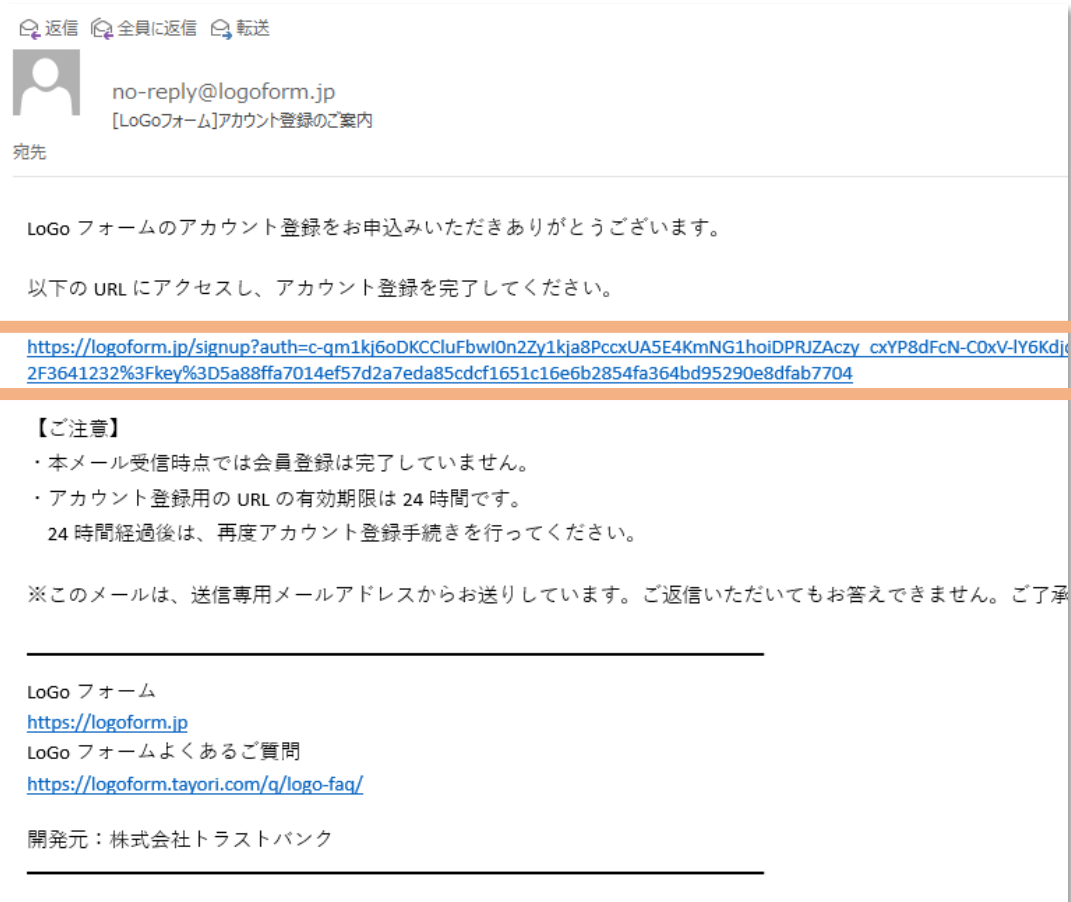 返信 全員に返信 転送
no-reply@logoform.jp
[LoGoフォーム]アカウント登録のご案内
宛先
LoGo フォームのアカウント登録をお申込みいただきありがとうございます。
以下の URL にアクセスし、アカウント登録を完了してください。
https://logoform.jp/signup?auth=c-qm1kj6oDKCCluFbwI0n2Zy1kja8PccxUA5E4KmNG1hoiDPRJZAczy_cxYP8dFcN-C0xV-lY6Kdj
2F3641232%3Fkey%3D5a88ffa7014ef57d2a7eda85cdcf1651c16e6b2854fa364bd95290e8dfab7704
【ご注意】
・本メール受信時点では会員登録は完了していません。
・アカウント登録用の URL の有効期限は 24 時間です。
24 時間経過後は、再度アカウント登録手続きを行ってください。
※このメールは、送信専用メールアドレスからお送りしています。ご返信いただいてもお答えできません。ご了承
LoGo フォーム
https://logoform.jp
LoGo フォームよくあるご質問
https://logoform.tayori.com/q/logo-faq/
開発元：株式会社トラストバンク